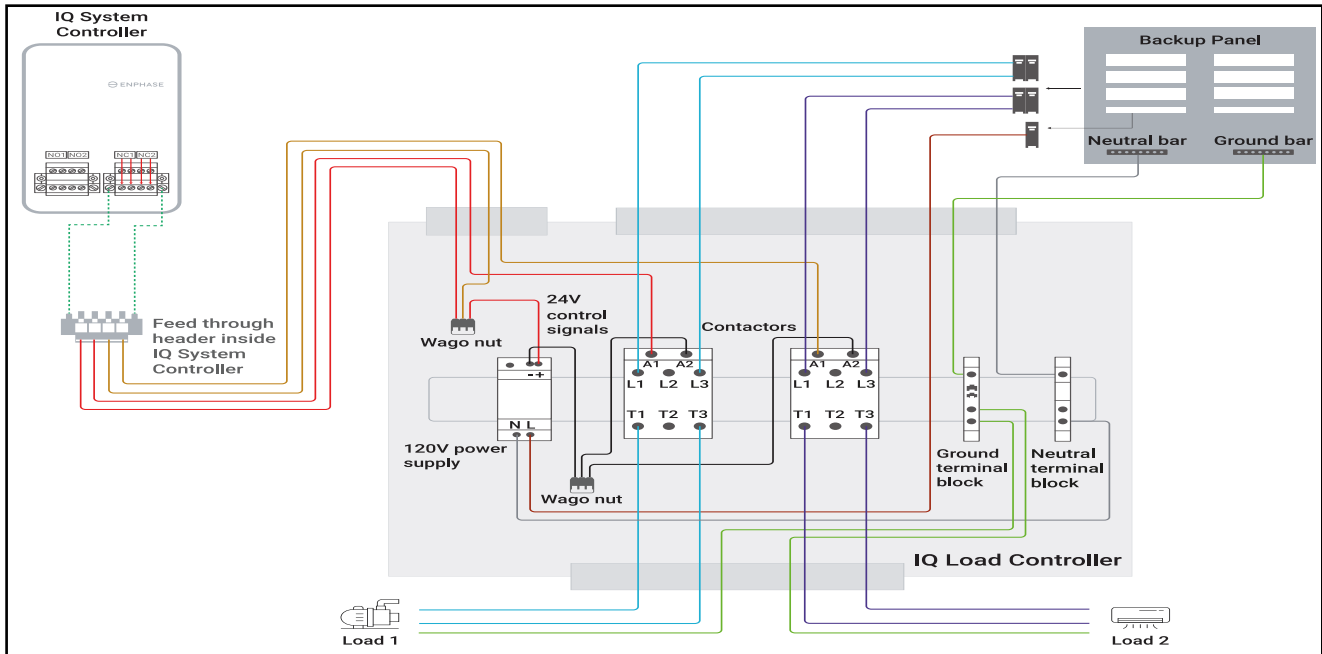 IQ System
Controller
ENPHASE
NO1 NO2
NC1 NC2
Backup Panel
Neutral bar
Ground bar
Feed through
header inside
IQ System
Controller
24V
control
signals
Wago nut
Contactors
A1 A2
L1 L2 L3
T1 T2 T3
A1 A2
L1 L2 L3
T1 T2 T3
- +
N L
120V power
supply
Wago nut
Ground
terminal
block
Neutral
terminal
block
IQ Load Controller
Load 1
Load 2